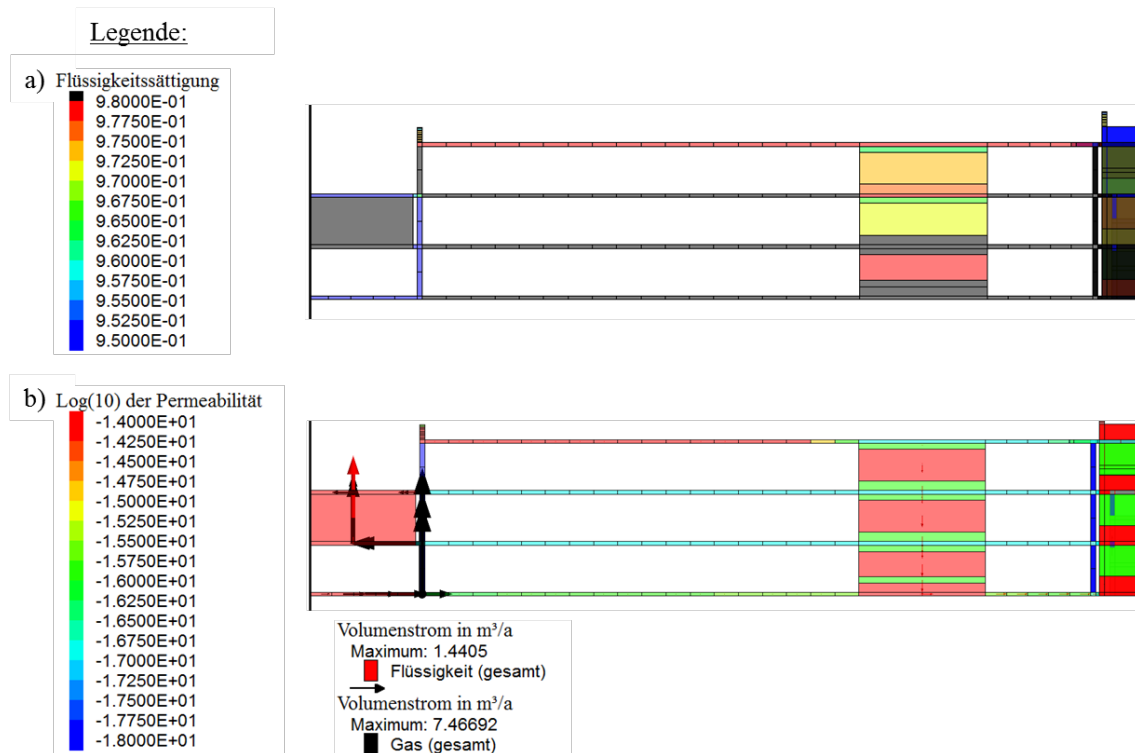 Legende:
a) Flüssigkeitssättigung
9.8000E-01
9.7750E-01
9.7500E-01
9.7250E-01
9.7000E-01
9.6750E-01
9.6500E-01
9.6250E-01
9.6000E-01
9.5750E-01
9.5500E-01
9.5250E-01
9.5000E-01
b) Log(10) der Permeabilität
-1.4000E+01
-1.4250E+01
-1.4500E+01
-1.4750E+01
-1.5000E+01
-1.5250E+01
-1.5500E+01
-1.5750E+01
-1.6000E+01
-1.6250E+01
-1.6500E+01
-1.6750E+01
-1.7000E+01
-1.7250E+01
-1.7500E+01
-1.7750E+01
-1.8000E+01
Volumenstrom in m³/a
Maximum: 1.4405
Flüssigkeit (gesamt)
Volumenstrom in m³/a
Maximum: 7.46692
Gas (gesamt)